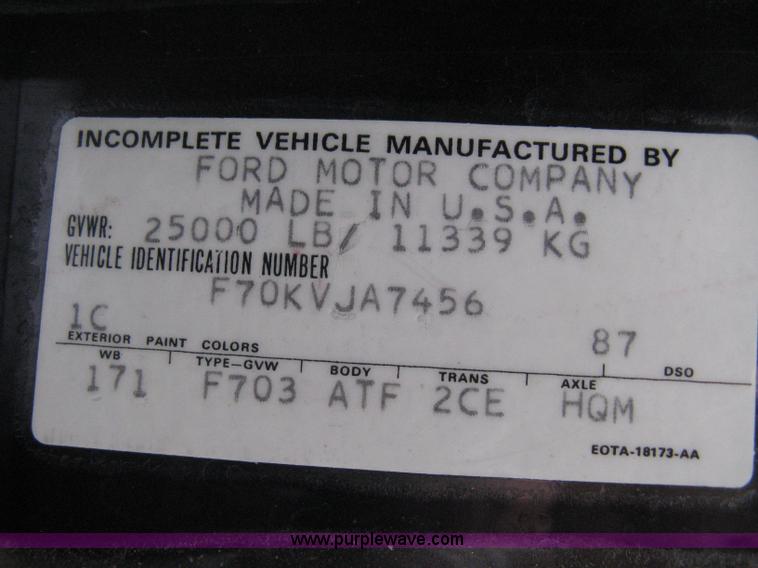 INCOMPLETE VEHICLE MANUFACTURED BY
FORD MOTOR COMPANY
MADE IN U.S.A.
GVWR: 25000 LB/ 11339 KG
VEHICLE IDENTIFICATION NUMBER
F70KVJA7456
1C 87
EXTERIOR PAINT COLORS DSO
WB TYPE-GVW BODY TRANS AXLE
171 F703 ATF 2CE HQM
EOTA-18173-AA
www.purplewave.com